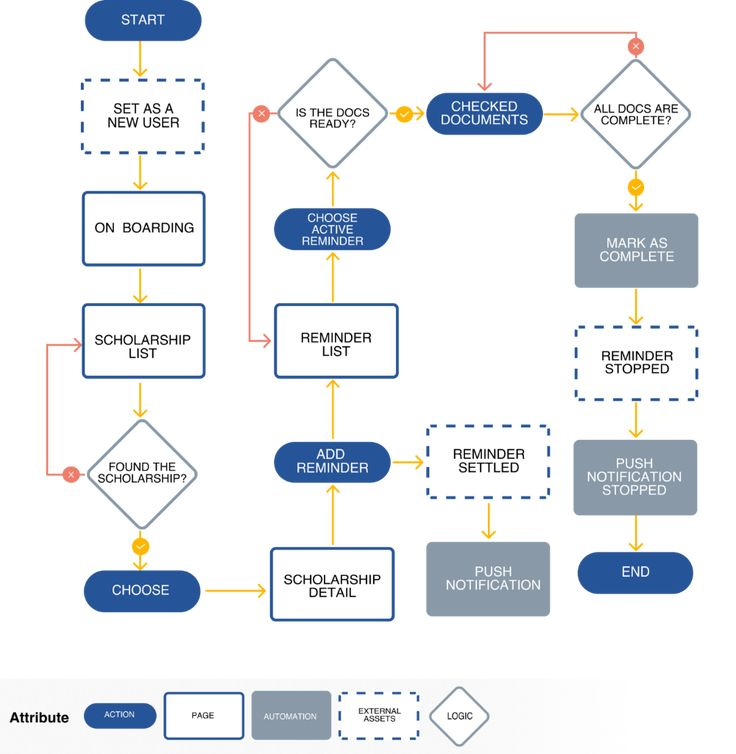 START
SET AS A
NEW USER
ON BOARDING
SCHOLARSHIP
LIST
FOUND THE
SCHOLARSHIP?
CHOOSE
SCHOLARSHIP
DETAIL
ADD
REMINDER
REMINDER
SETTLED
PUSH
NOTIFICATION
REMINDER
LIST
CHOOSE
ACTIVE
REMINDER
IS THE DOCS
READY?
CHECKED
DOCUMENTS
ALL DOCS ARE
COMPLETE?
MARK AS
COMPLETE
REMINDER
STOPPED
PUSH
NOTIFICATION
STOPPED
END
Attribute
ACTION
PAGE
AUTOMATION
EXTERNAL
ASSETS
LOGIC